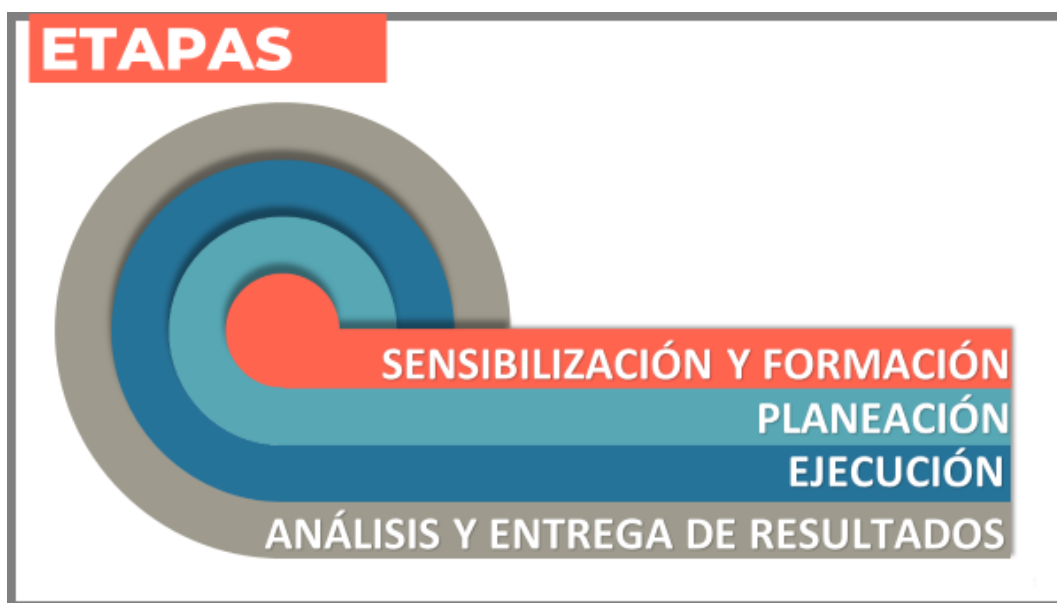 ETAPAS
SENSIBILIZACIÓN Y FORMACIÓN
PLANEACIÓN
EJECUCIÓN
ANÁLISIS Y ENTREGA DE RESULTADOS